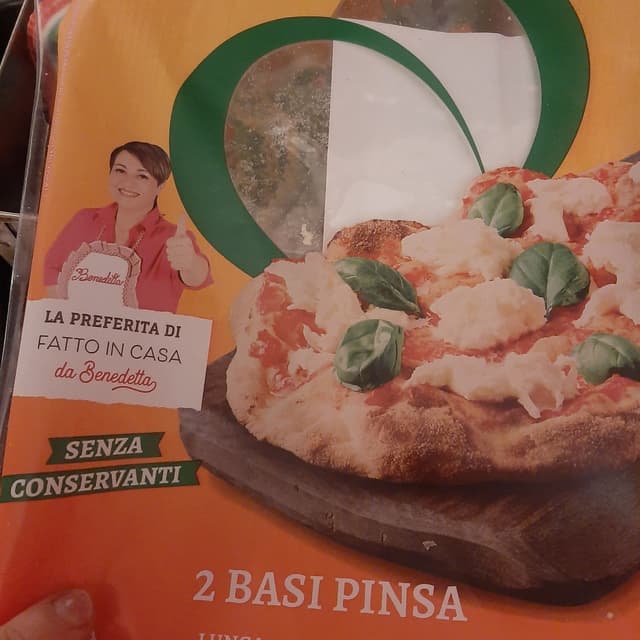 Benedetta
LA PREFERITA DI
FATTO IN CASA
da Benedetta
SENZA
CONSERVANTI
2 BASI PINSA